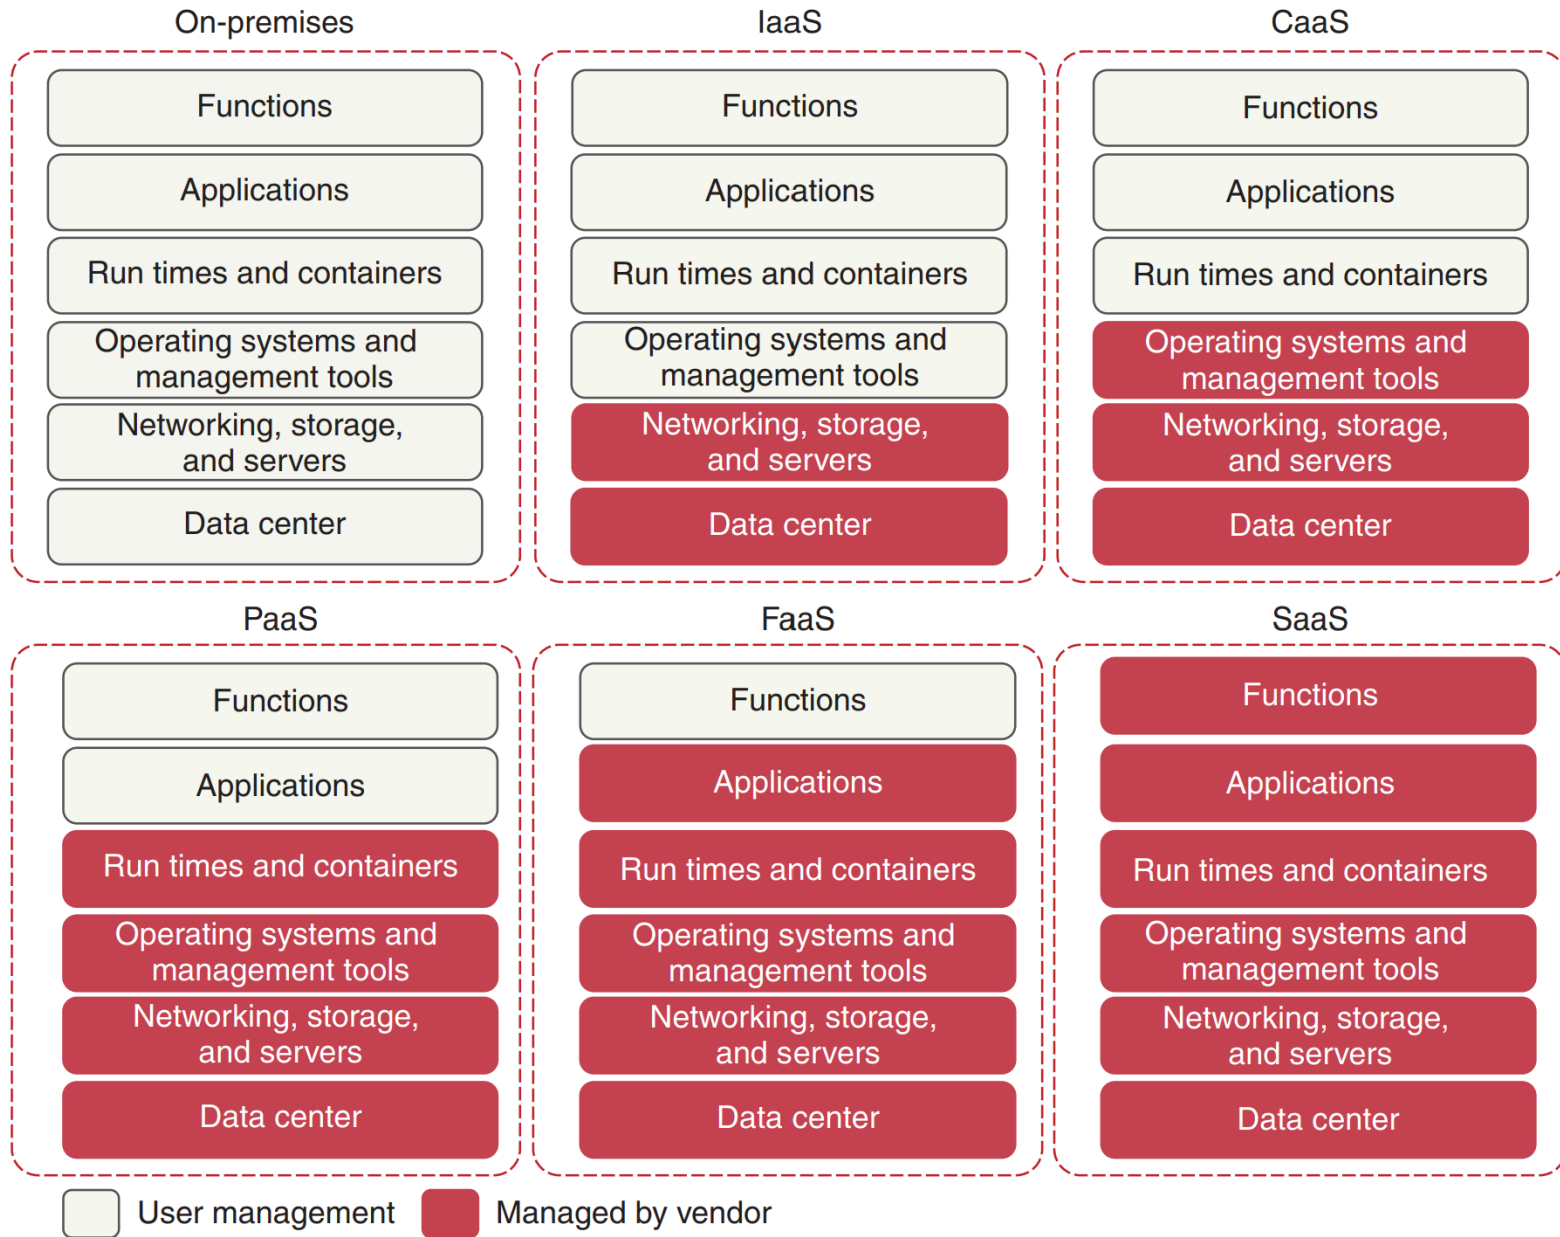 On-premises
Functions
Applications
Run times and containers
Operating systems and
management tools
Networking, storage,
and servers
Data center
IaaS
Functions
Applications
Run times and containers
Operating systems and
management tools
Networking, storage,
and servers
Data center
CaaS
Functions
Applications
Run times and containers
Operating systems and
management tools
Networking, storage,
and servers
Data center
PaaS
Functions
Applications
Run times and containers
Operating systems and
management tools
Networking, storage,
and servers
Data center
FaaS
Functions
Applications
Run times and containers
Operating systems and
management tools
Networking, storage,
and servers
Data center
SaaS
Functions
Applications
Run times and containers
Operating systems and
management tools
Networking, storage,
and servers
Data center
User management
Managed by vendor